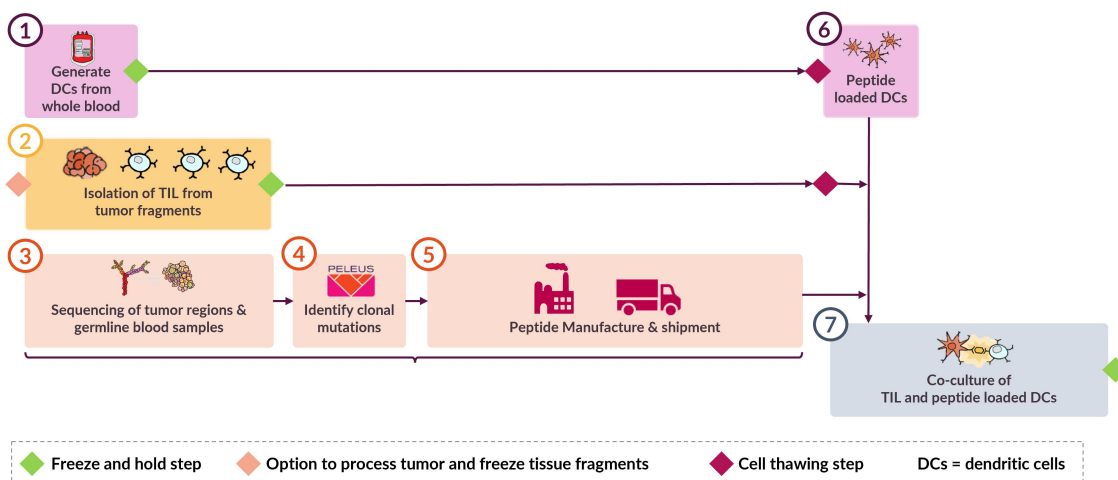 1
Generate
DCs from
whole blood
6
Peptide
loaded DCs
2
Isolation of TIL from
tumor fragments
3
Sequencing of tumor regions &
germline blood samples
4
PELEUS
Identify clonal
mutations
5
Peptide Manufacture & shipment
7
Co-culture of
TIL and peptide loaded DCs
Freeze and hold step
Option to process tumor and freeze tissue fragments
Cell thawing step
DCs = dendritic cells